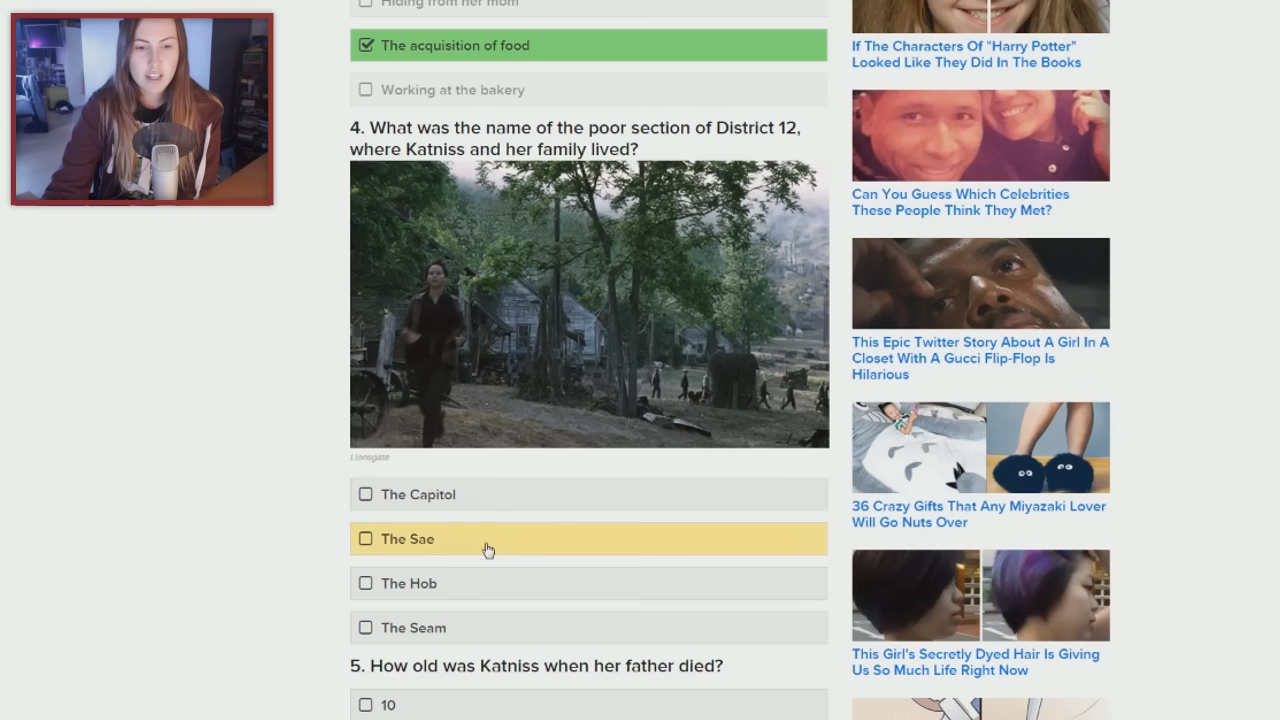 Hiding from her mom
The acquisition of food
Working at the bakery
4. What was the name of the poor section of District 12,
where Katniss and her family lived?
Lionsgate
The Capitol
The Sae
The Hob
The Seam
5. How old was Katniss when her father died?
10
If The Characters Of "Harry Potter"
Looked Like They Did In The Books
Can You Guess Which Celebrities
These People Think They Met?
This Epic Twitter Story About A Girl In A
Closet With A Gucci Flip-Flop Is
Hilarious
36 Crazy Gifts That Any Miyazaki Lover
Will Go Nuts Over
This Girl's Secretly Dyed Hair Is Giving
Us So Much Life Right Now